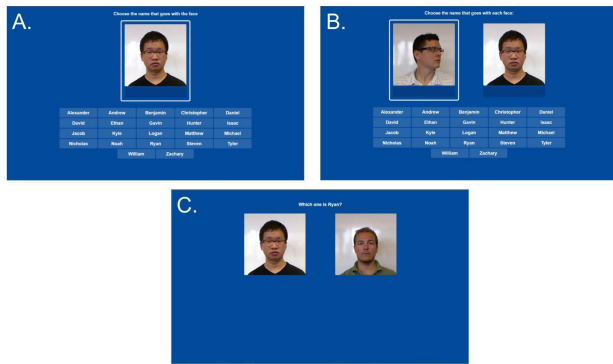 A.
Choose the name that goes with the face
Alexander Andrew Benjamin Christopher Daniel
David Ethan Gavin Hunter Isaac
Jacob Kyle Logan Matthew Michael
Nicholas Noah Ryan Steven Tyler
William Zachary
B.
Choose the name that goes with each face:
Alexander Andrew Benjamin Christopher Daniel
David Ethan Gavin Hunter Isaac
Jacob Kyle Logan Matthew Michael
Nicholas Noah Ryan Steven Tyler
William Zachary
C.
Which one is Ryan?